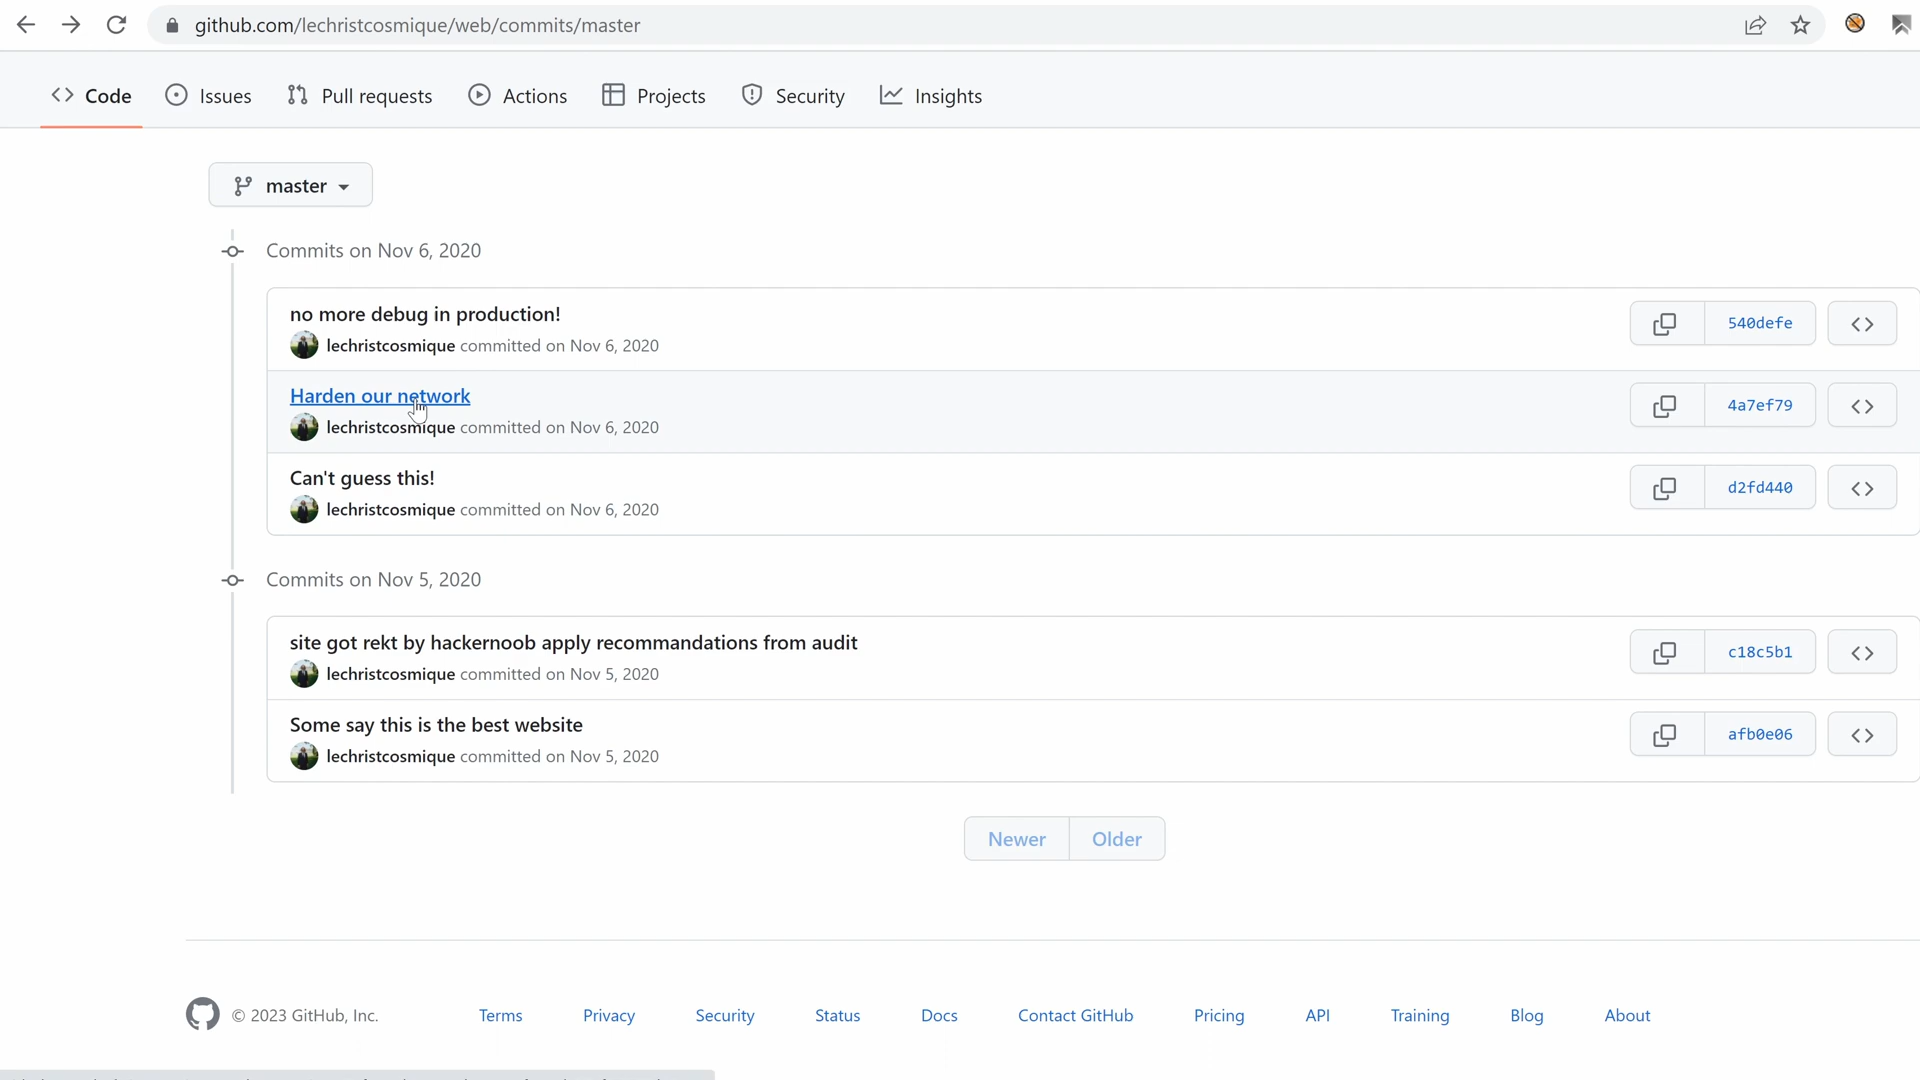 github.com/lechristcosmique/web/commits/master
Code Issues Pull requests Actions Projects Security Insights
master
Commits on Nov 6, 2020
no more debug in production!
540defe
lechristcosmique committed on Nov 6, 2020
Harden our network
4a7ef79
lechristcosmique committed on Nov 6, 2020
Can't guess this!
d2fd440
lechristcosmique committed on Nov 6, 2020
Commits on Nov 5, 2020
site got rekt by hackernoob apply recommandations from audit
c18c5b1
lechristcosmique committed on Nov 5, 2020
Some say this is the best website
afb0e06
lechristcosmique committed on Nov 5, 2020
Newer Older
© 2023 GitHub, Inc. Terms Privacy Security Status Docs Contact GitHub Pricing API Training Blog About